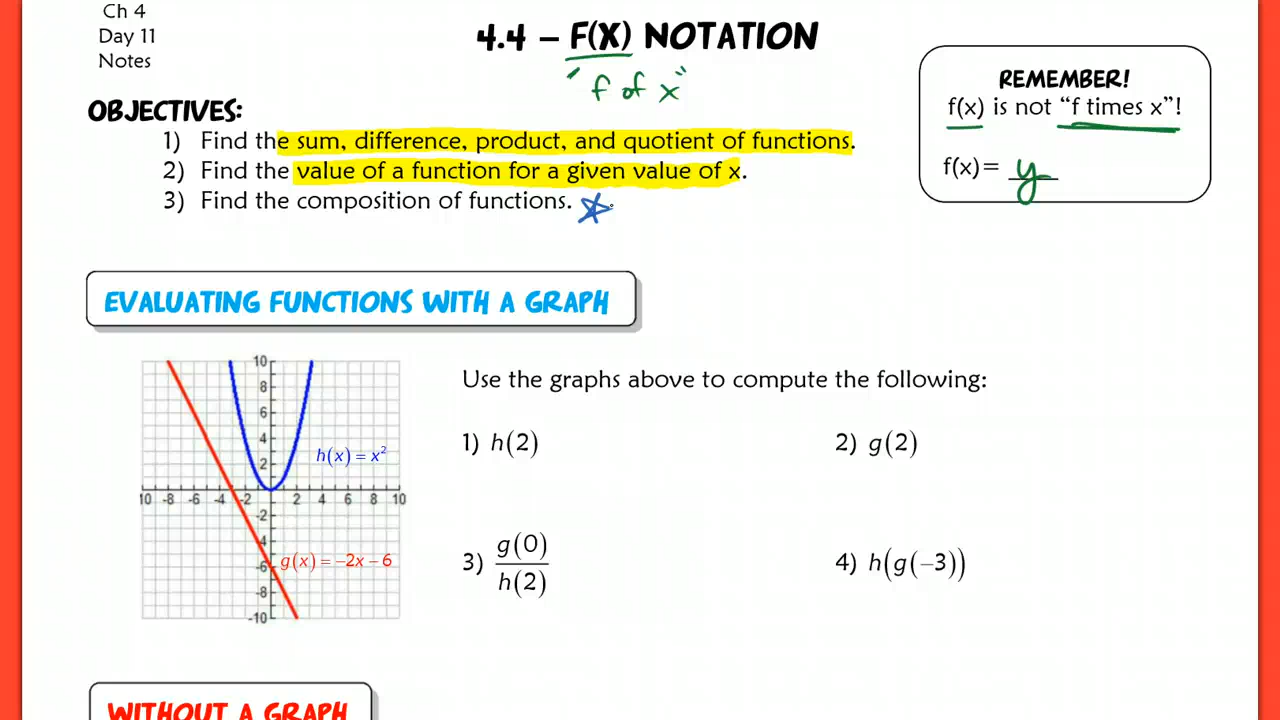 Ch 4
Day 11
Notes
4.4 – F(X) NOTATION
"f of x"
REMEMBER!
f(x) is not “f times x”!
f(x)= y
OBJECTIVES:
1) Find the sum, difference, product, and quotient of functions.
2) Find the value of a function for a given value of x.
3) Find the composition of functions.
EVALUATING FUNCTIONS WITH A GRAPH
10
8
6
4
2
10 -8 -6 -4 -2 2 4 6 8 10
-2
-4
-6
-8
-10
h(x) = x²
g(x) = −2x − 6
Use the graphs above to compute the following:
1) h(2)
2) g(2)
3) g(0)
h(2)
4) h(g(−3))
WITHOUT A GRAPH